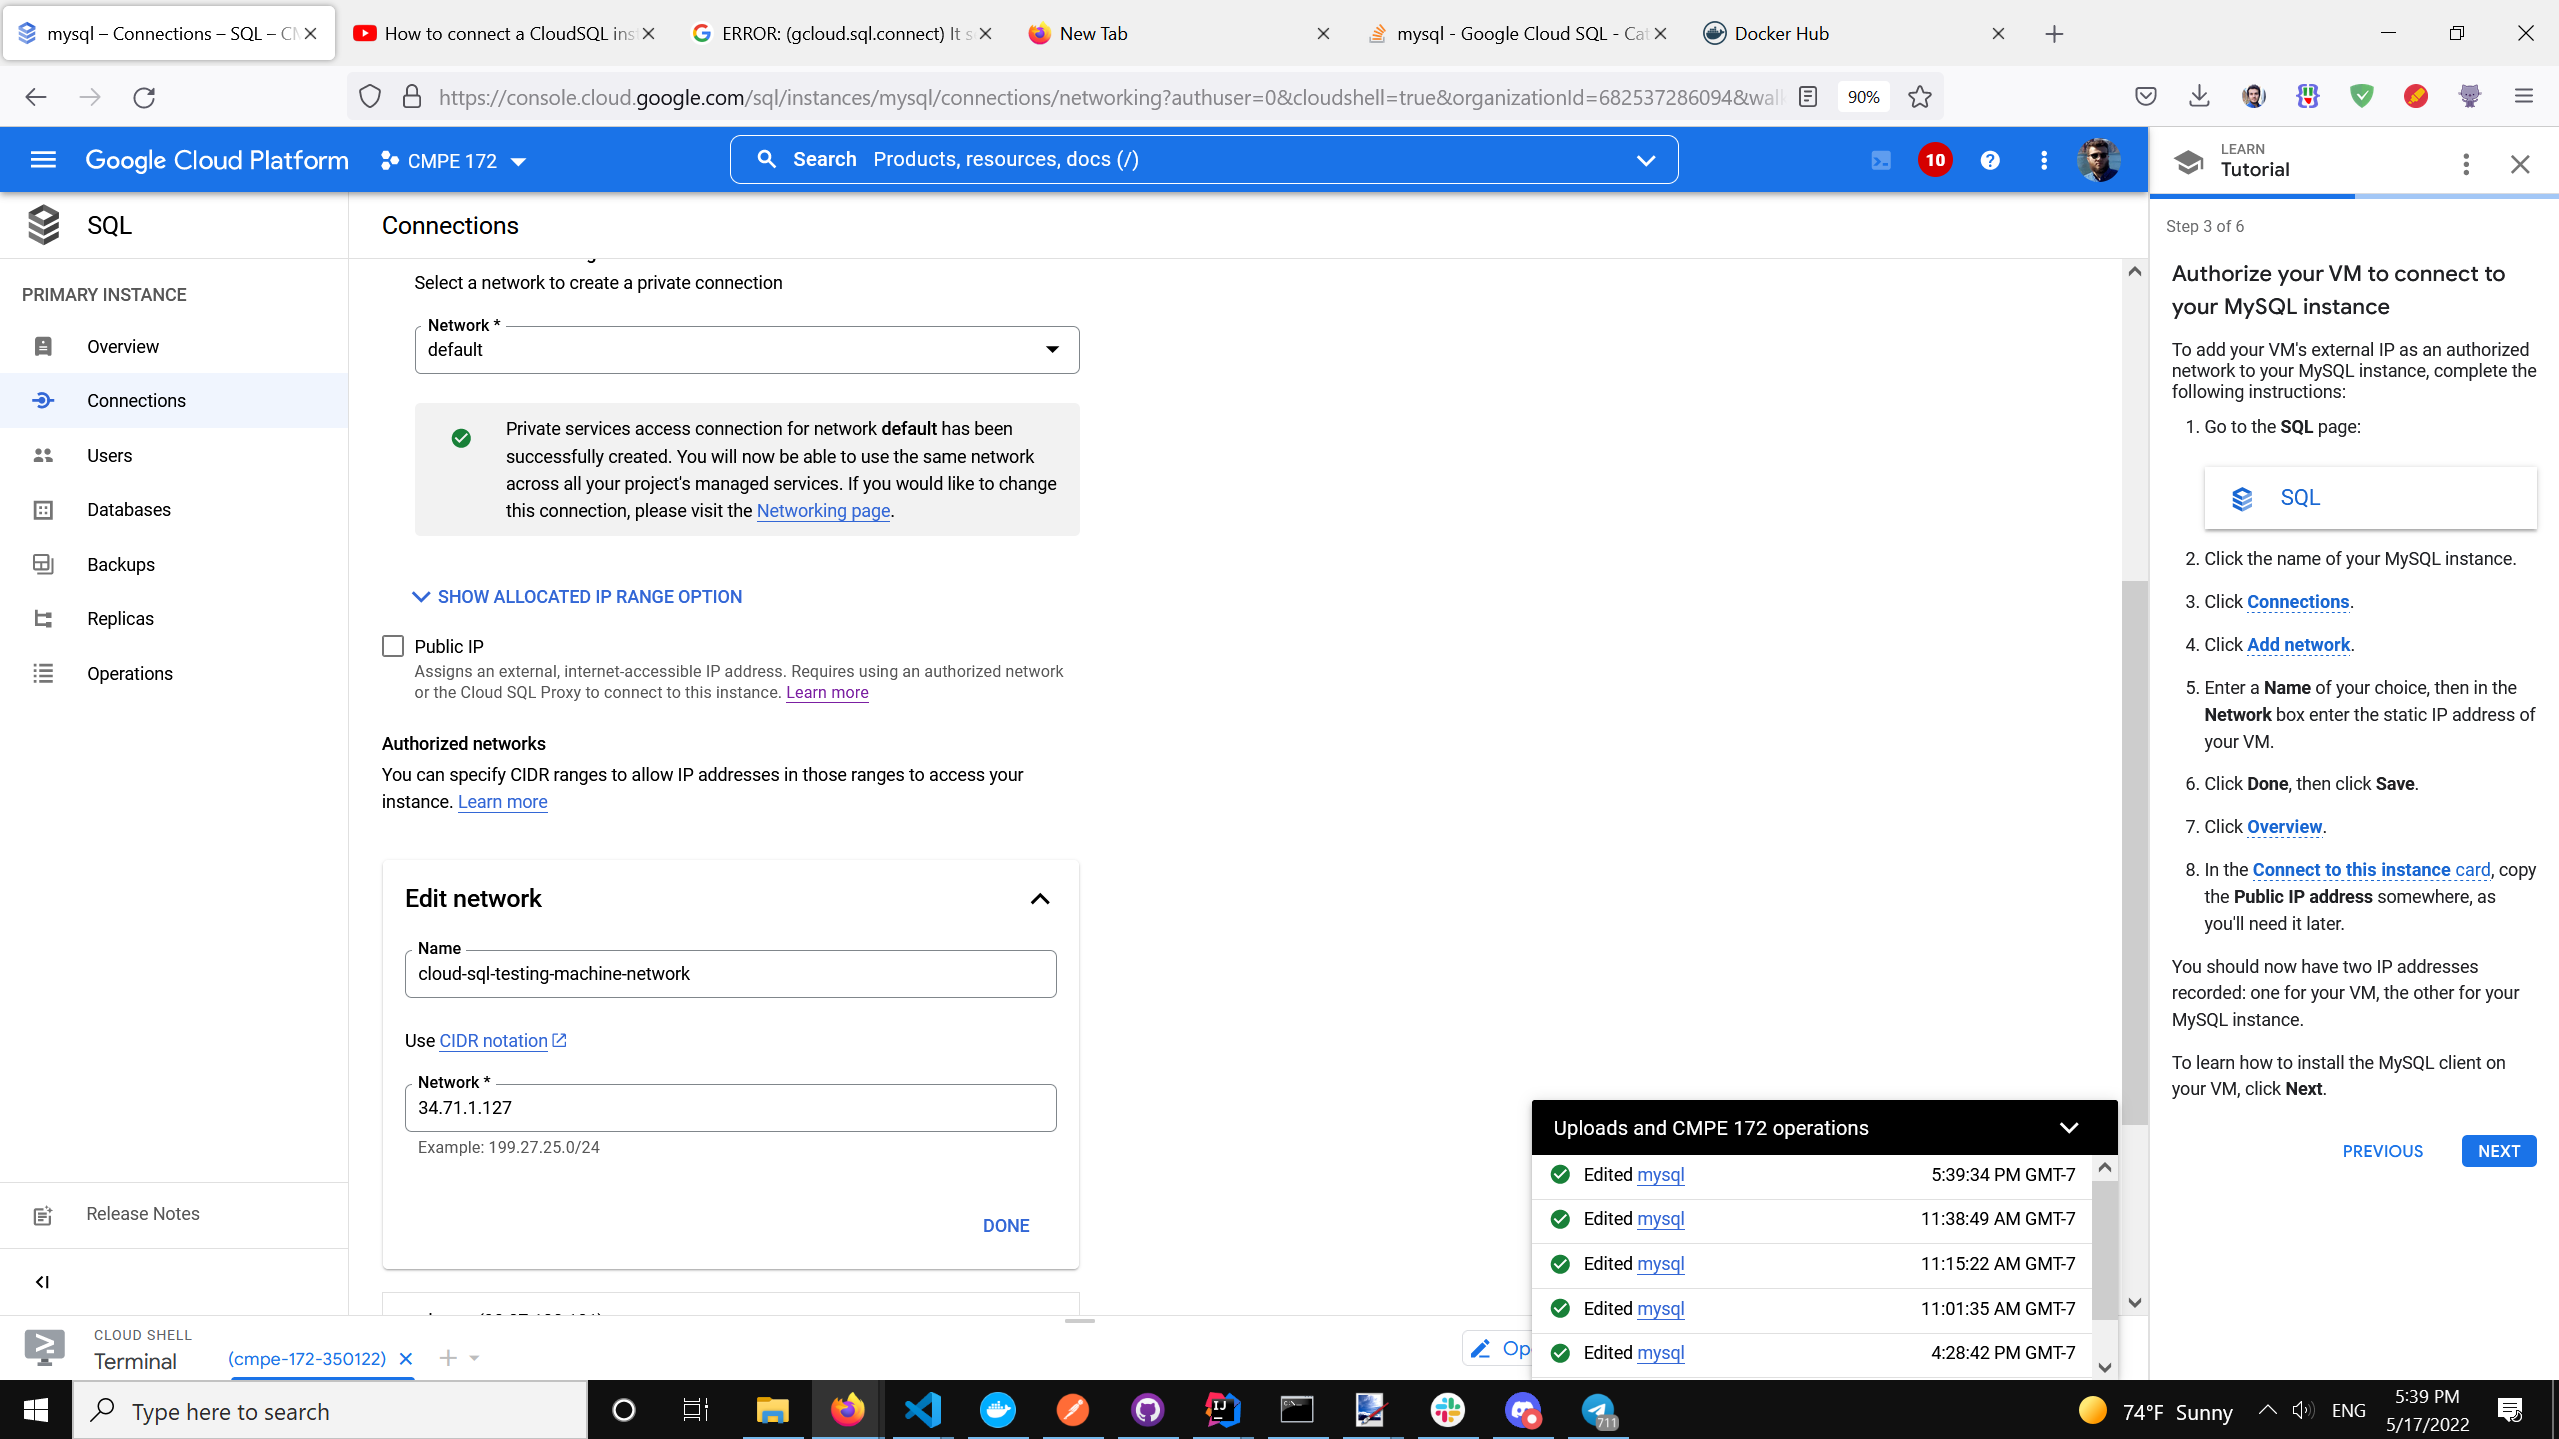 mysql – Connections – SQL – CM
How to connect a CloudSQL ins
ERROR: (gcloud.sql.connect) It s
New Tab
mysql - Google Cloud SQL - Cat
Docker Hub
https://console.cloud.google.com/sql/instances/mysql/connections/networking?authuser=0&cloudshell=true&organizationId=682537286094&wal
90%
Google Cloud Platform
CMPE 172
Search Products, resources, docs (/)
10
LEARN
Tutorial
SQL
Connections
PRIMARY INSTANCE
Overview
Connections
Users
Databases
Backups
Replicas
Operations
Release Notes
Select a network to create a private connection
Network *
default
Private services access connection for network default has been
successfully created. You will now be able to use the same network
across all your project's managed services. If you would like to change
this connection, please visit the Networking page.
SHOW ALLOCATED IP RANGE OPTION
Public IP
Assigns an external, internet-accessible IP address. Requires using an authorized network
or the Cloud SQL Proxy to connect to this instance. Learn more
Authorized networks
You can specify CIDR ranges to allow IP addresses in those ranges to access your
instance. Learn more
Edit network
Name
cloud-sql-testing-machine-network
Use CIDR notation
Network *
34.71.1.127
Example: 199.27.25.0/24
DONE
Step 3 of 6
Authorize your VM to connect to
your MySQL instance
To add your VM's external IP as an authorized
network to your MySQL instance, complete the
following instructions:
1. Go to the SQL page:
SQL
2. Click the name of your MySQL instance.
3. Click Connections.
4. Click Add network.
5. Enter a Name of your choice, then in the
Network box enter the static IP address of
your VM.
6. Click Done, then click Save.
7. Click Overview.
8. In the Connect to this instance card, copy
the Public IP address somewhere, as
you'll need it later.
You should now have two IP addresses
recorded: one for your VM, the other for your
MySQL instance.
To learn how to install the MySQL client on
your VM, click Next.
PREVIOUS
NEXT
Uploads and CMPE 172 operations
Edited mysql 5:39:34 PM GMT-7
Edited mysql 11:38:49 AM GMT-7
Edited mysql 11:15:22 AM GMT-7
Edited mysql 11:01:35 AM GMT-7
Edited mysql 4:28:42 PM GMT-7
CLOUD SHELL
Terminal
(cmpe-172-350122)
Op
Type here to search
711
74°F Sunny
ENG
5:39 PM
5/17/2022